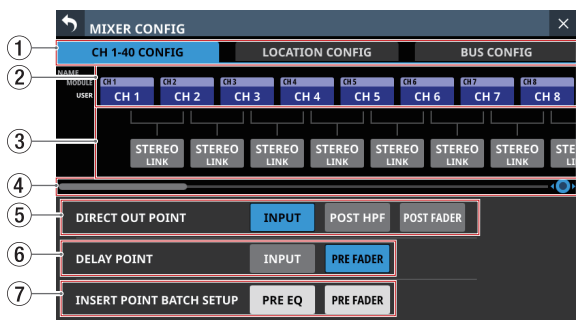 MIXER CONFIG
1 CH 1-40 CONFIG LOCATION CONFIG BUS CONFIG
2 NAME
MODULE CH 1 CH 2 CH 3 CH 4 CH 5 CH 6 CH 7 CH 8
USER CH 1 CH 2 CH 3 CH 4 CH 5 CH 6 CH 7 CH 8
3 STEREO STEREO STEREO STEREO STEREO STEREO STEREO STE
LINK LINK LINK LINK LINK LINK LINK
4
5 DIRECT OUT POINT INPUT POST HPF POST FADER
6 DELAY POINT INPUT PRE FADER
7 INSERT POINT BATCH SETUP PRE EQ PRE FADER